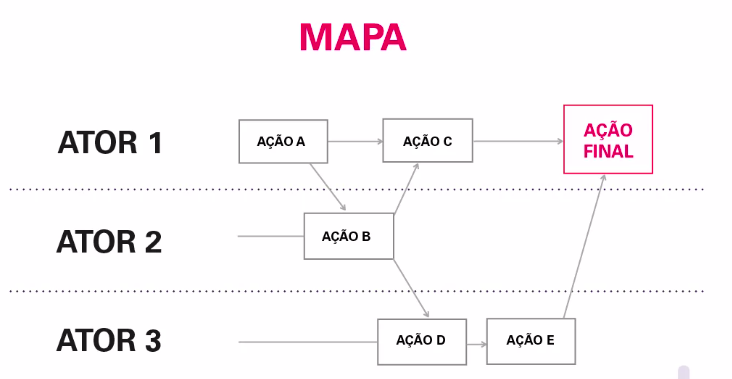 MAPA
ATOR 1
AÇÃO A
AÇÃO C
AÇÃO
FINAL
ATOR 2
AÇÃO B
ATOR 3
AÇÃO D
AÇÃO E